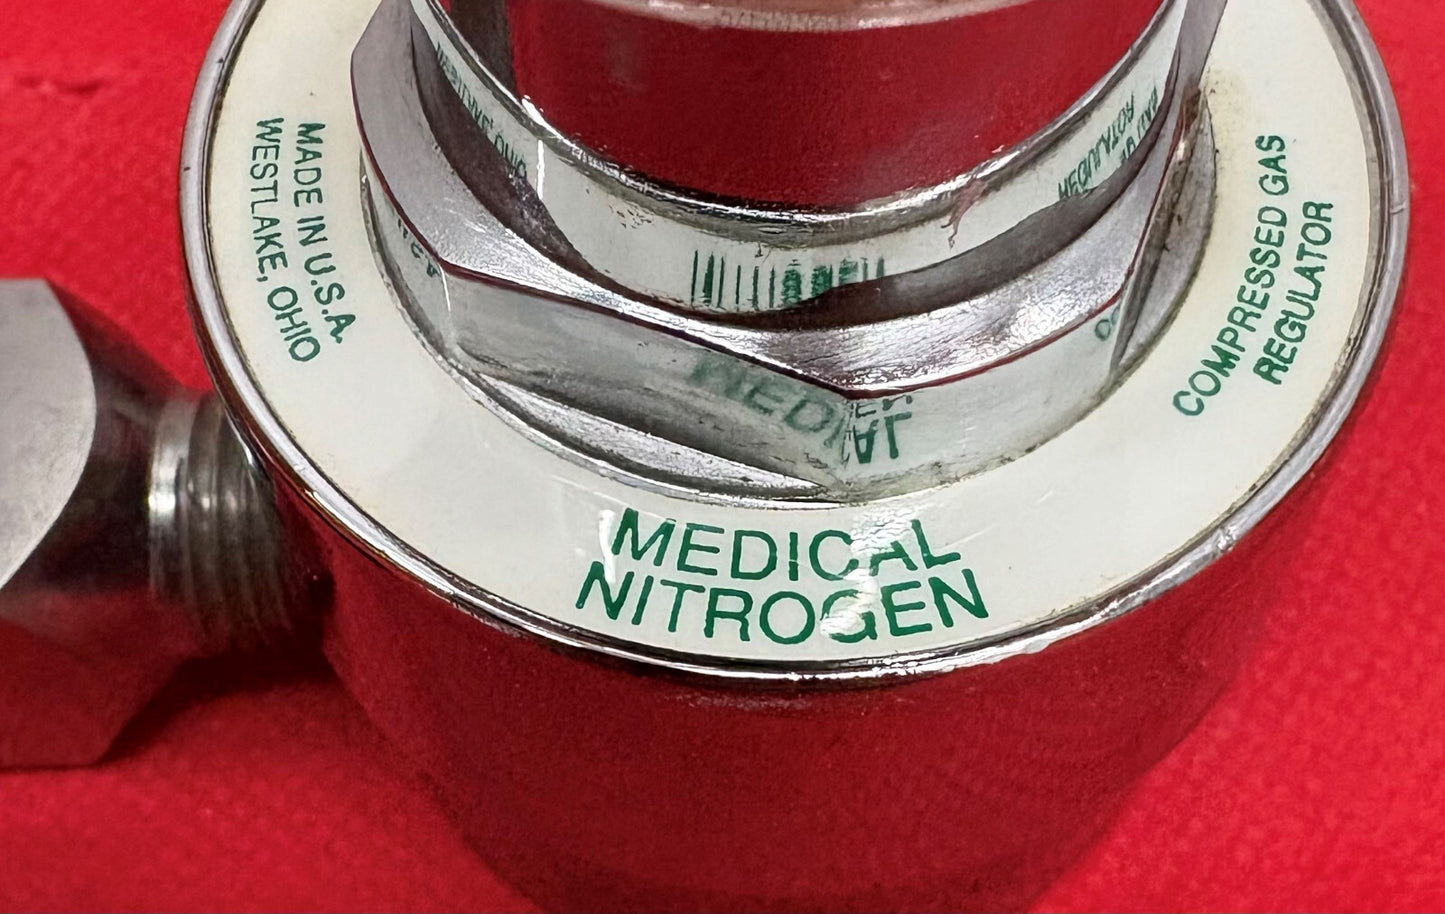 MADE IN U.S.A.
WESTLAKE, OHIO
MEDICAL
NITROGEN
COMPRESSED GAS
REGULATOR